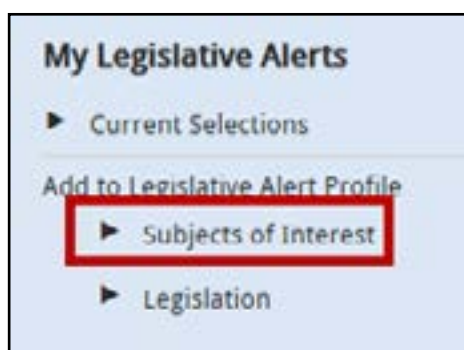 My Legislative Alerts
Current Selections
Add to Legislative Alert Profile
Subjects of Interest
Legislation